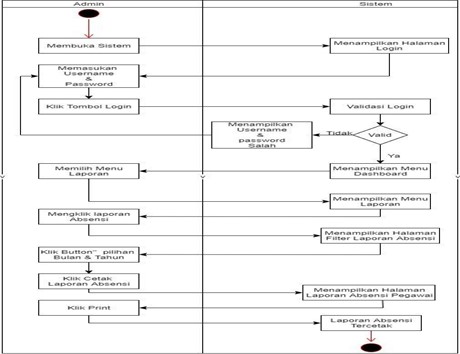 Admin
Sistem
Membuka Sistem
Menampilkan Halaman
Login
Memasukan
Username
&
Password
Klik Tombol Login
Validasi Login
Menampilkan
Username
&
password
Salah
Tidak
Valid
Ya
Memilih Menu
Laporan
Menampilkan Menu
Dashboard
Menampilkan Menu
Laporan
Mengklik laporan
Absensi
Menampilkan Halaman
Filter Laporan Absensi
Klik Button" pilihan
Bulan & Tahun
Klik Cetak
Laporan Absensi
Menampilkan Halaman
Laporan Absensi Pegawai
Klik Print
Laporan Absensi
Tercetak